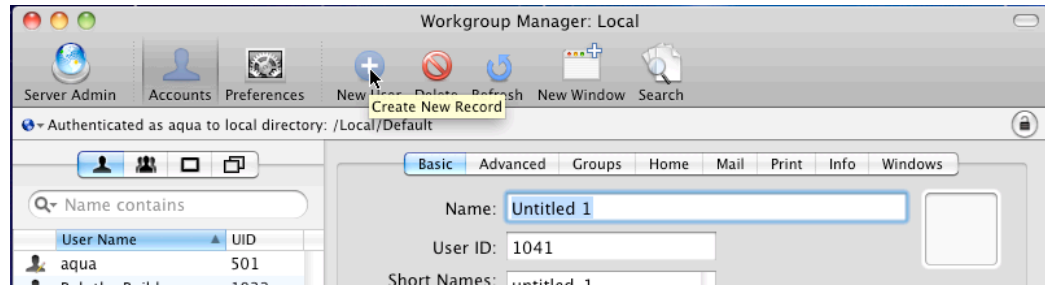 Workgroup Manager: Local
Server Admin Accounts Preferences New User Delete Refresh New Window Search
Create New Record
Authenticated as aqua to local directory: /Local/Default
Basic Advanced Groups Home Mail Print Info Windows
Name contains
Name: Untitled 1
User Name UID
User ID: 1041
aqua 501
Short Names: untitled_1